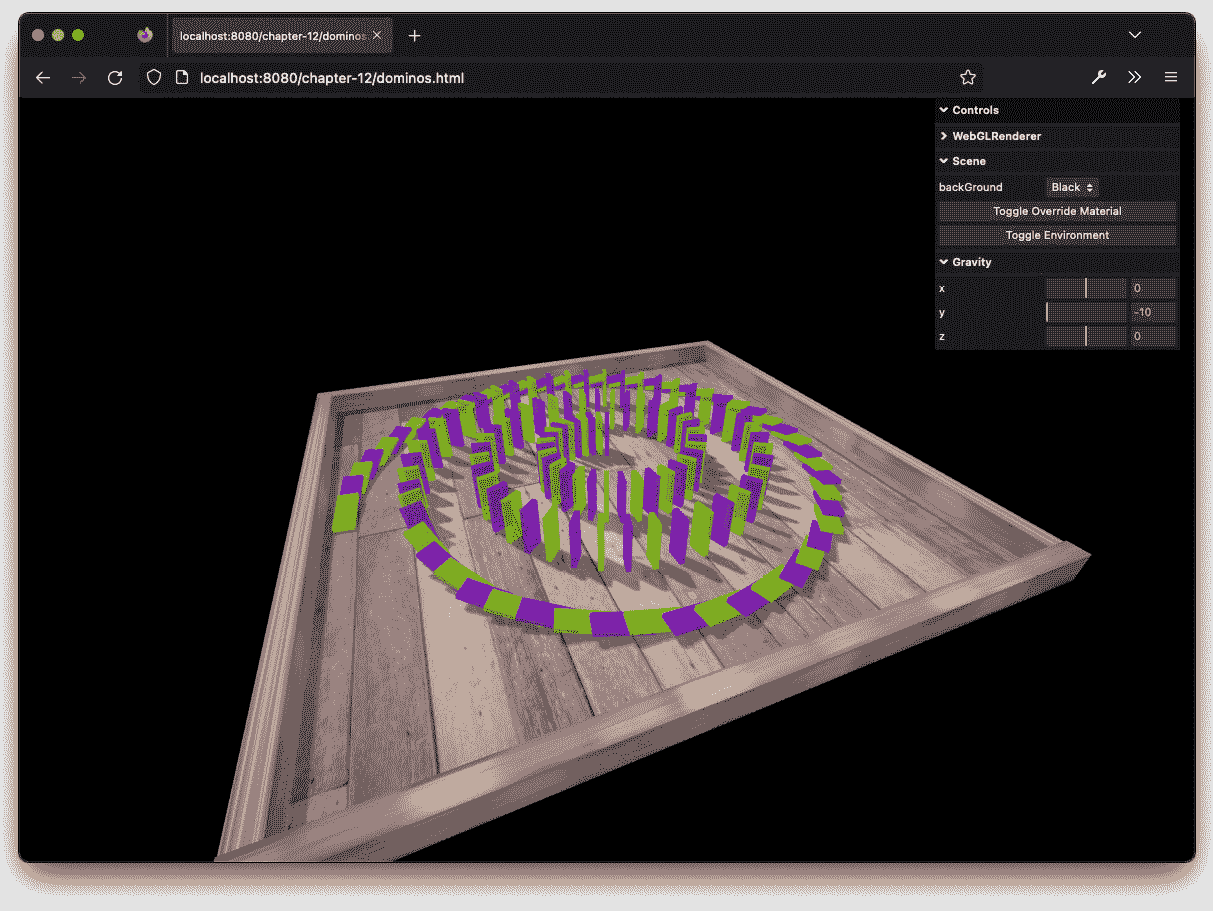 localhost:8080/chapter-12/dominos
localhost:8080/chapter-12/dominos.html
Controls
WebGLRenderer
Scene
backGround Black
Toggle Override Material
Toggle Environment
Gravity
x 0
y -10
z 0